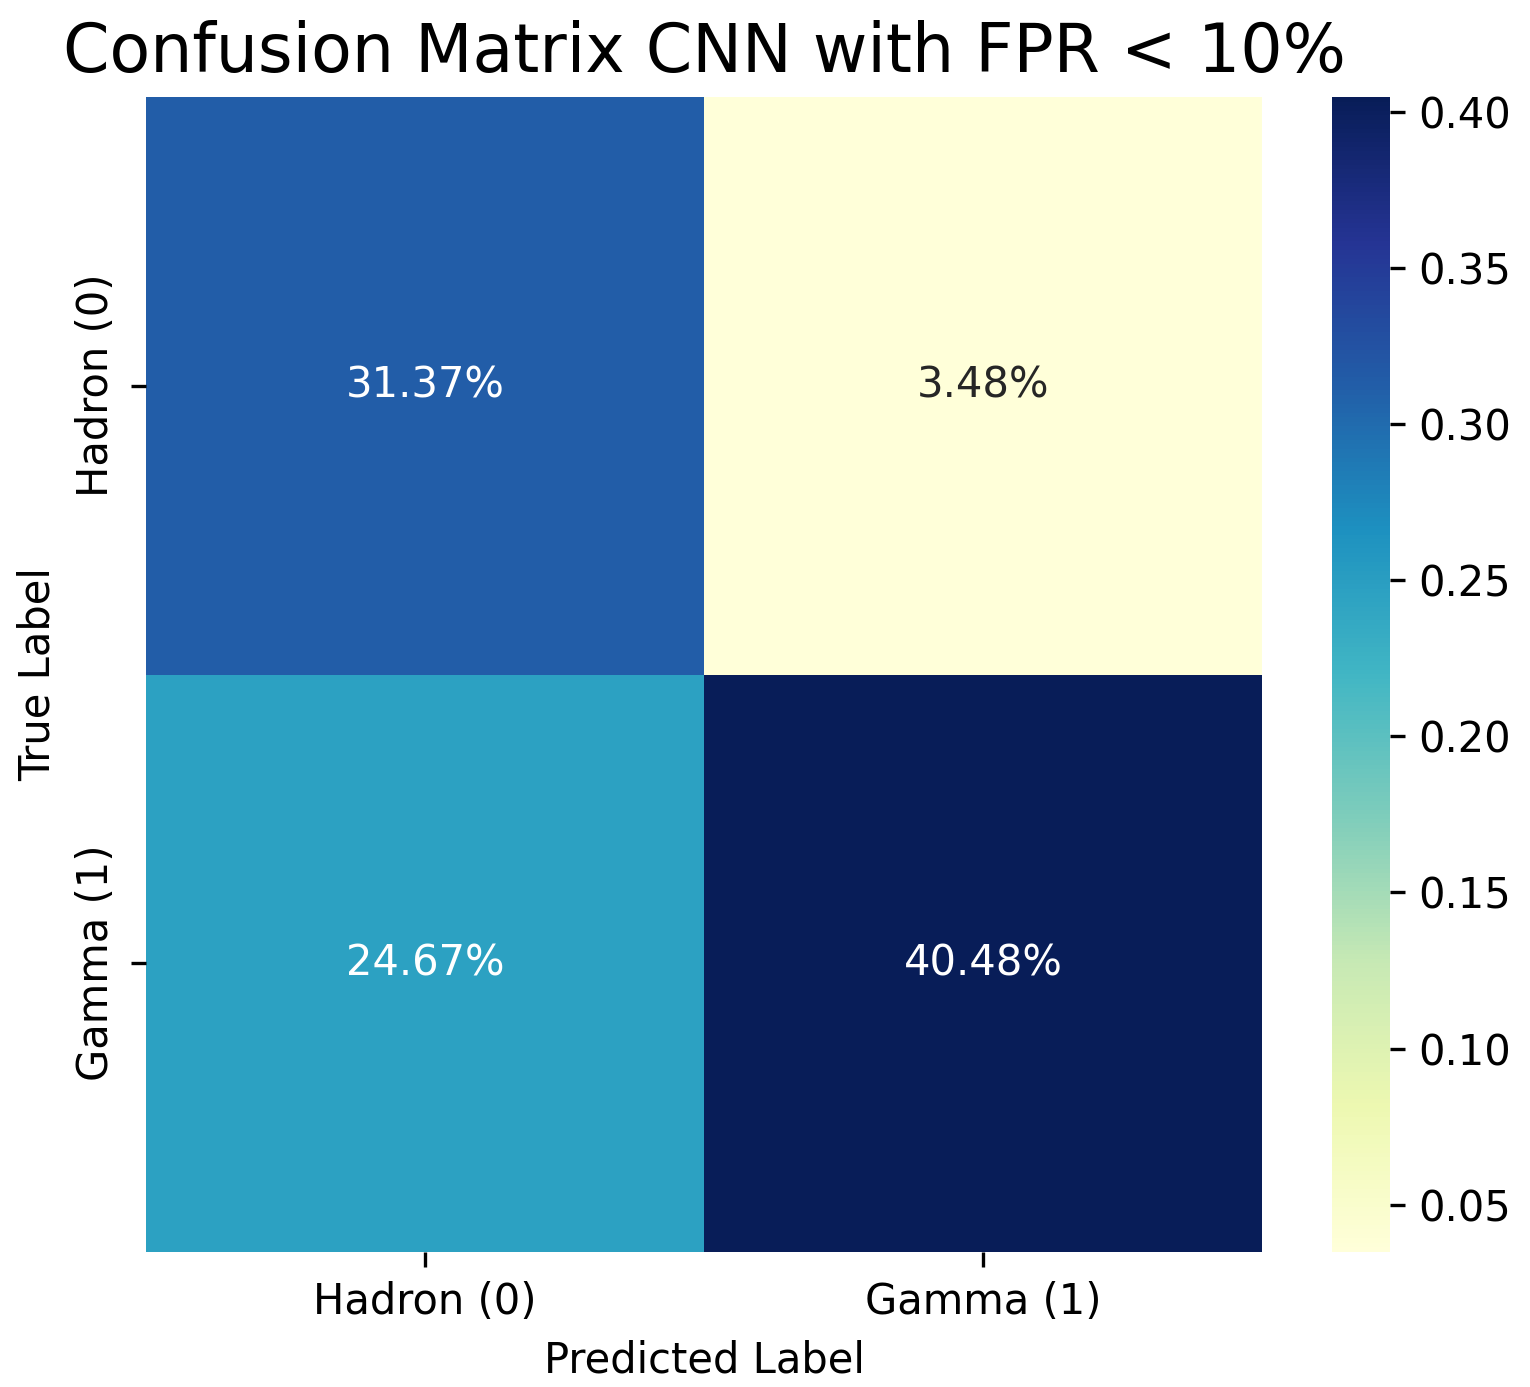 Confusion Matrix CNN with FPR < 10%
True Label
Hadron (0)
Gamma (1)
31.37%
3.48%
24.67%
40.48%
Hadron (0)
Gamma (1)
Predicted Label
0.40
0.35
0.30
0.25
0.20
0.15
0.10
0.05